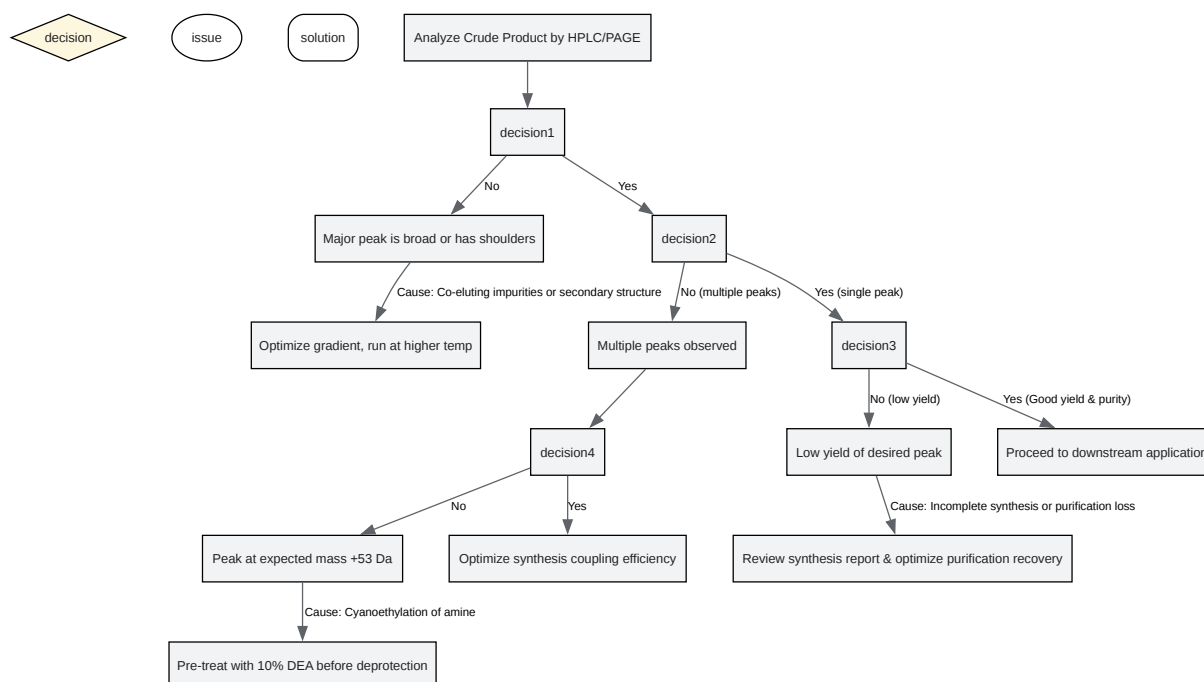 decision
issue
solution
Analyze Crude Product by HPLC/PAGE
decision1
No
Yes
Major peak is broad or has shoulders
decision2
Cause: Co-eluting impurities or secondary structure
No (multiple peaks)
Yes (single peak)
Optimize gradient, run at higher temp
Multiple peaks observed
decision3
No (low yield)
Yes (Good yield & purity)
decision4
Low yield of desired peak
Proceed to downstream application
No
Yes
Cause: Incomplete synthesis or purification loss
Peak at expected mass +53 Da
Optimize synthesis coupling efficiency
Review synthesis report & optimize purification recovery
Cause: Cyanoethylation of amine
Pre-treat with 10% DEA before deprotection